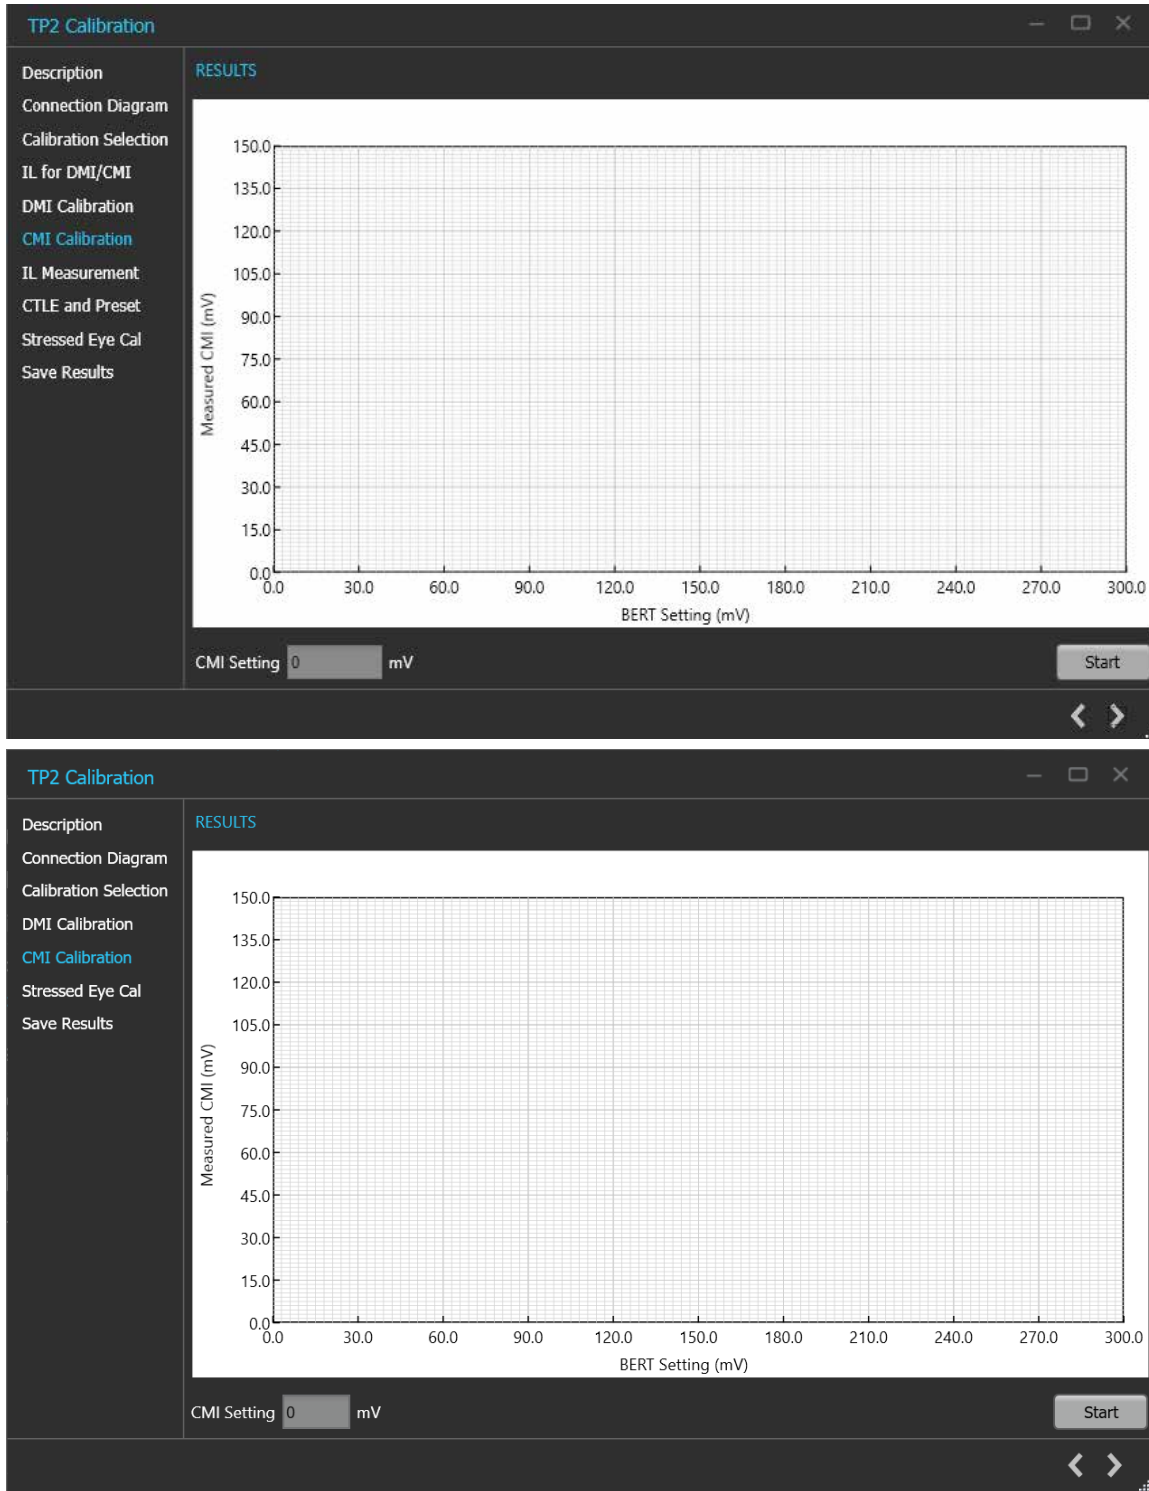 TP2 Calibration
Description
Connection Diagram
Calibration Selection
IL for DMI/CMI
DMI Calibration
CMI Calibration
IL Measurement
CTLE and Preset
Stressed Eye Cal
Save Results
RESULTS
Measured CMI (mV)
150.0
135.0
120.0
105.0
90.0
75.0
60.0
45.0
30.0
15.0
0.0
0.0 30.0 60.0 90.0 120.0 150.0 180.0 210.0 240.0 270.0 300.0
BERT Setting (mV)
CMI Setting 0 mV
Start
TP2 Calibration
Description
Connection Diagram
Calibration Selection
DMI Calibration
CMI Calibration
Stressed Eye Cal
Save Results
RESULTS
Measured CMI (mV)
150.0
135.0
120.0
105.0
90.0
75.0
60.0
45.0
30.0
15.0
0.0
0.0 30.0 60.0 90.0 120.0 150.0 180.0 210.0 240.0 270.0 300.0
BERT Setting (mV)
CMI Setting 0 mV
Start